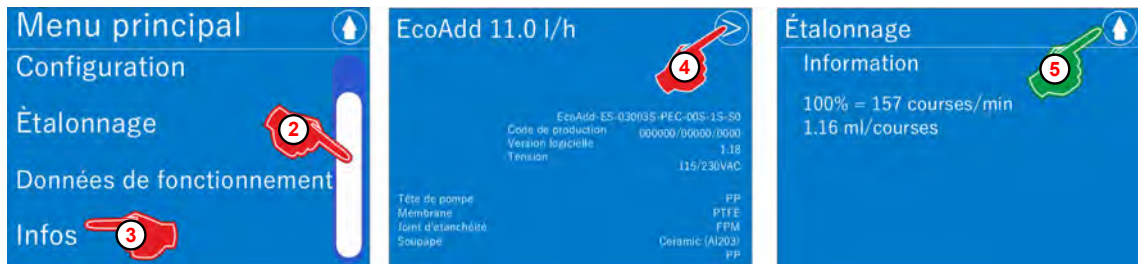 Menu principal
Configuration
Ètalonnage
2
Données de fonctionnement
Infos
3
EcoAdd 11.0 l/h
4
EcoAdd-ES-03003S-PEC-00S-1S-S0
Code de production 000000/00000/0000
Version logicielle 1.18
Tension 115/230VAC
Tête de pompe PP
Membrane PTFE
Joint d'étanchéité FPM
Soupape Ceramic (Al203)
PP
Étalonnage
Information
5
100% = 157 courses/min
1.16 ml/courses